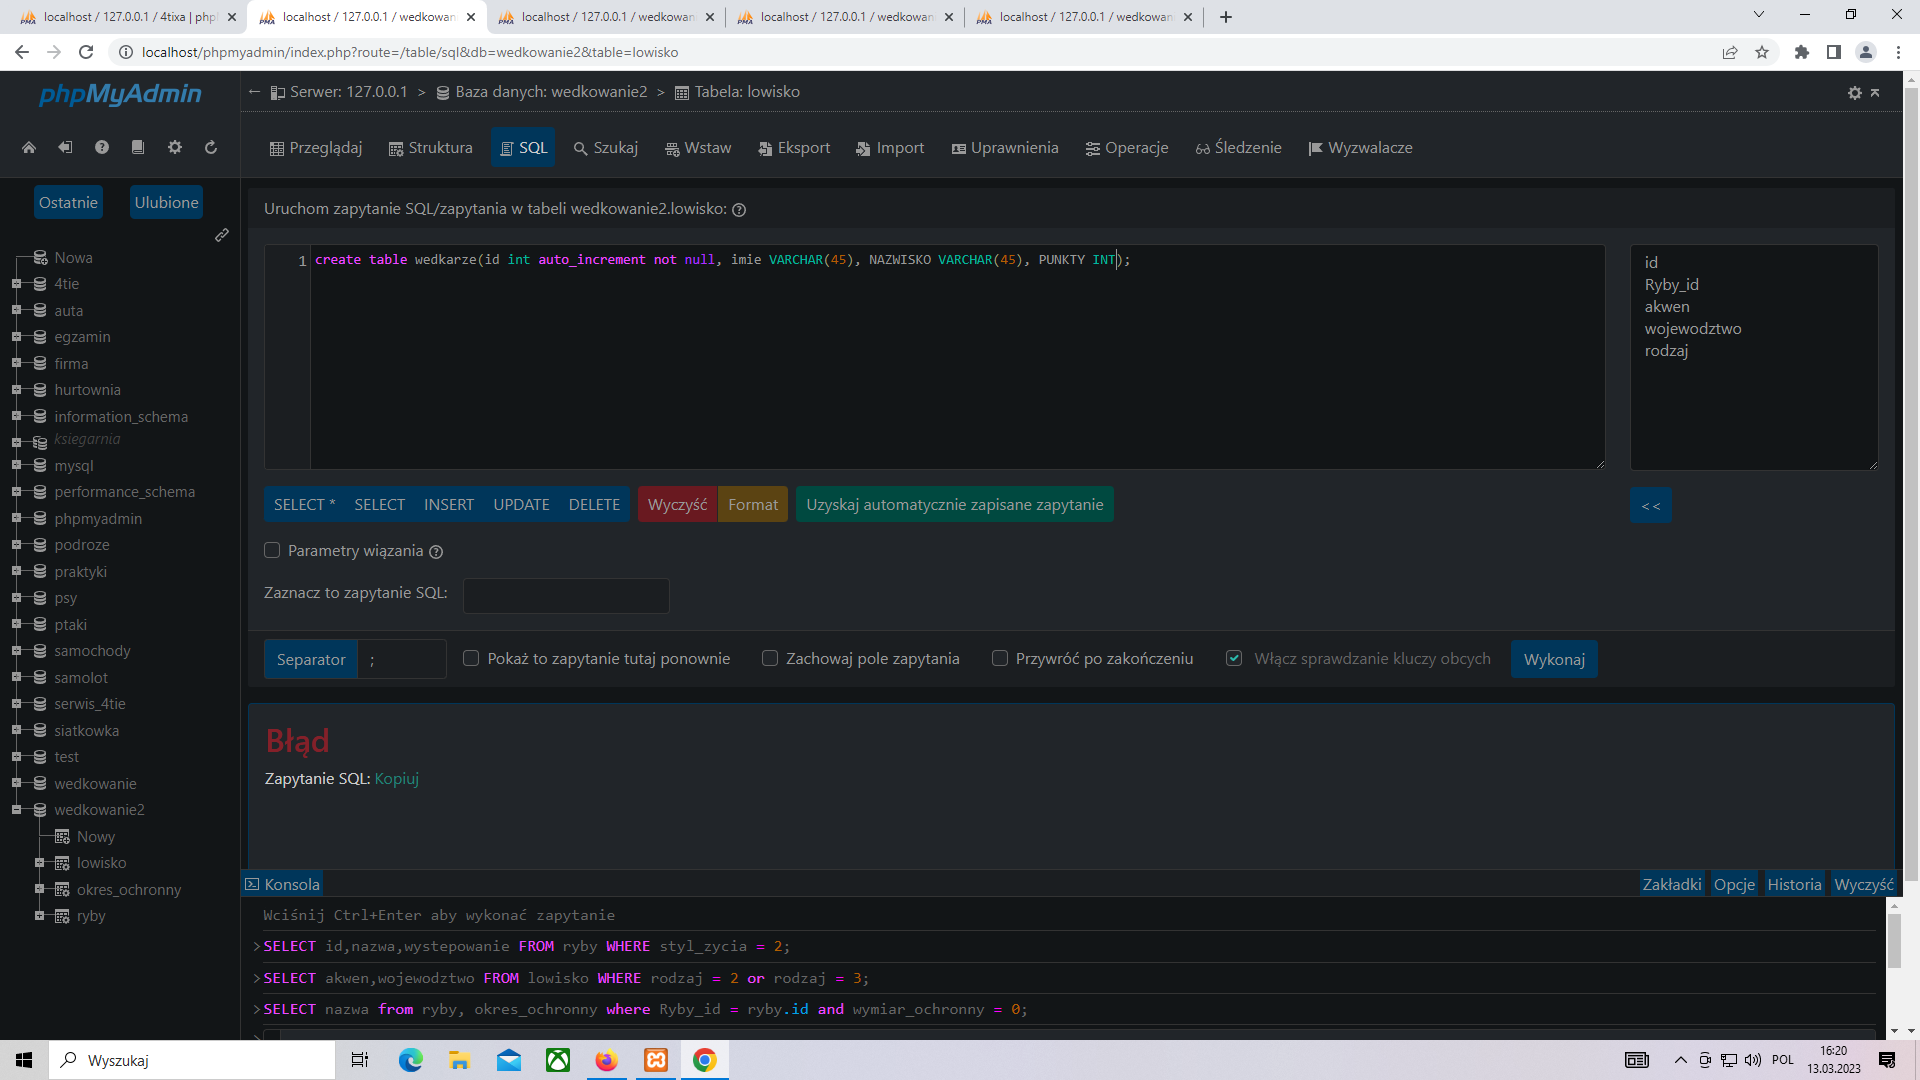 localhost / 127.0.0.1 / 4tixa | php
localhost / 127.0.0.1 / wedkowan
localhost / 127.0.0.1 / wedkowan
localhost / 127.0.0.1 / wedkowan
localhost / 127.0.0.1 / wedkowan
localhost/phpmyadmin/index.php?route=/table/sql&db=wedkowanie2&table=lowisko
phpMyAdmin
Serwer: 127.0.0.1 > Baza danych: wedkowanie2 > Tabela: lowisko
Przeglądaj Struktura SQL Szukaj Wstaw Eksport Import Uprawnienia Operacje Śledzenie Wyzwalacze
Ostatnie Ulubione
Nowa
4tie
auta
egzamin
firma
hurtownia
information_schema
ksiegarnia
mysql
performance_schema
phpmyadmin
podroze
praktyki
psy
ptaki
samochody
samolot
serwis_4tie
siatkowka
test
wedkowanie
wedkowanie2
Nowy
lowisko
okres_ochronny
ryby
Uruchom zapytanie SQL/zapytania w tabeli wedkowanie2.lowisko:
1 create table wedkarze(id int auto_increment not null, imie VARCHAR(45), NAZWISKO VARCHAR(45), PUNKTY INT);
id
Ryby_id
akwen
wojewodztwo
rodzaj
SELECT * SELECT INSERT UPDATE DELETE Wyczyść Format Uzyskaj automatycznie zapisane zapytanie <<
Parametry wiązania
Zaznacz to zapytanie SQL:
Separator ; Pokaż to zapytanie tutaj ponownie Zachowaj pole zapytania Przywróć po zakończeniu Włącz sprawdzanie kluczy obcych Wykonaj
Błąd
Zapytanie SQL: Kopiuj
Konsola Zakładki Opcje Historia Wyczyść
Wciśnij Ctrl+Enter aby wykonać zapytanie
>SELECT id,nazwa,wystepowanie FROM ryby WHERE styl_zycia = 2;
>SELECT akwen,wojewodztwo FROM lowisko WHERE rodzaj = 2 or rodzaj = 3;
>SELECT nazwa from ryby, okres_ochronny where Ryby_id = ryby.id and wymiar_ochronny = 0;
>
Wyszukaj
POL
16:20
13.03.2023